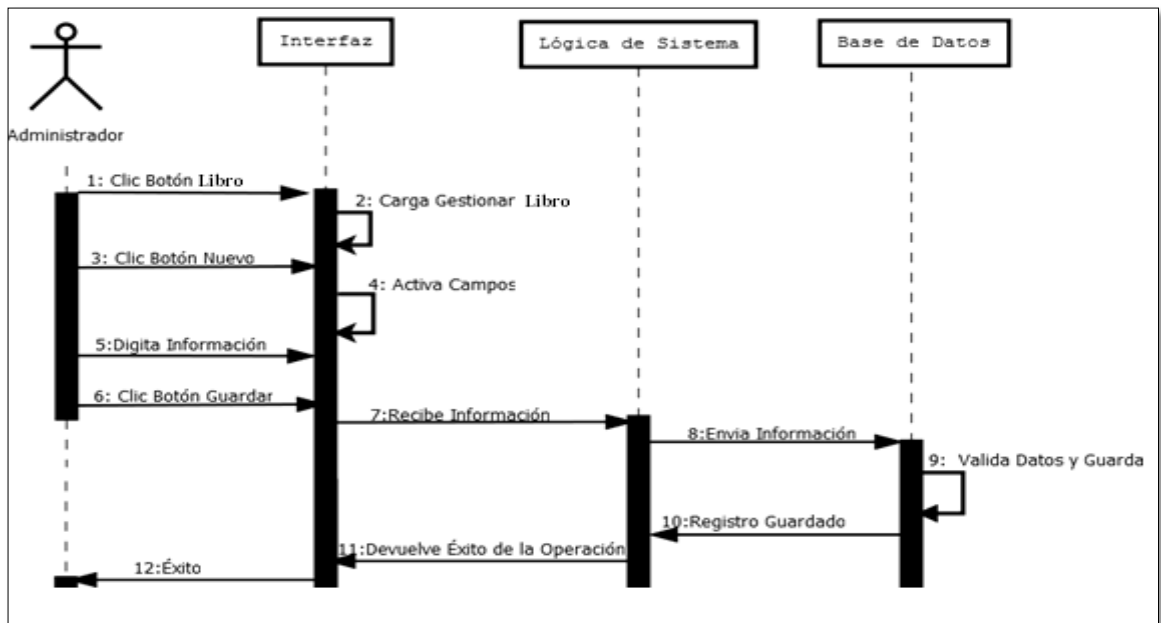 Interfaz
Lógica de Sistema
Base de Datos
Administrador
1: Clic Botón Libro
2: Carga Gestionar Libro
3: Clic Botón Nuevo
4: Activa Campos
5:Digita Información
6: Clic Botón Guardar
7:Recibe Información
8:Envia Información
9: Valida Datos y Guarda
10:Registro Guardado
11:Devuelve Éxito de la Operación
12:Éxito